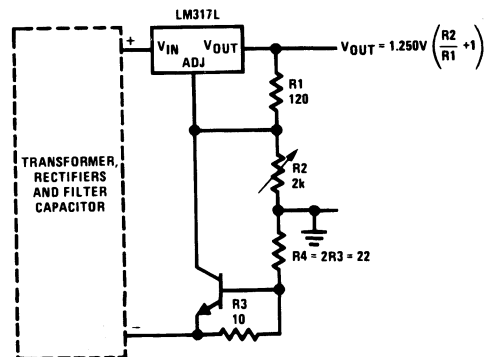 LM317L
+
VIN
VOUT
ADJ
VOUT = 1.250V (R2/R1 +1)
R1
120
TRANSFORMER,
RECTIFIERS
AND FILTER
CAPACITOR
R2
2k
R4 = 2R3 = 22
R3
10
−